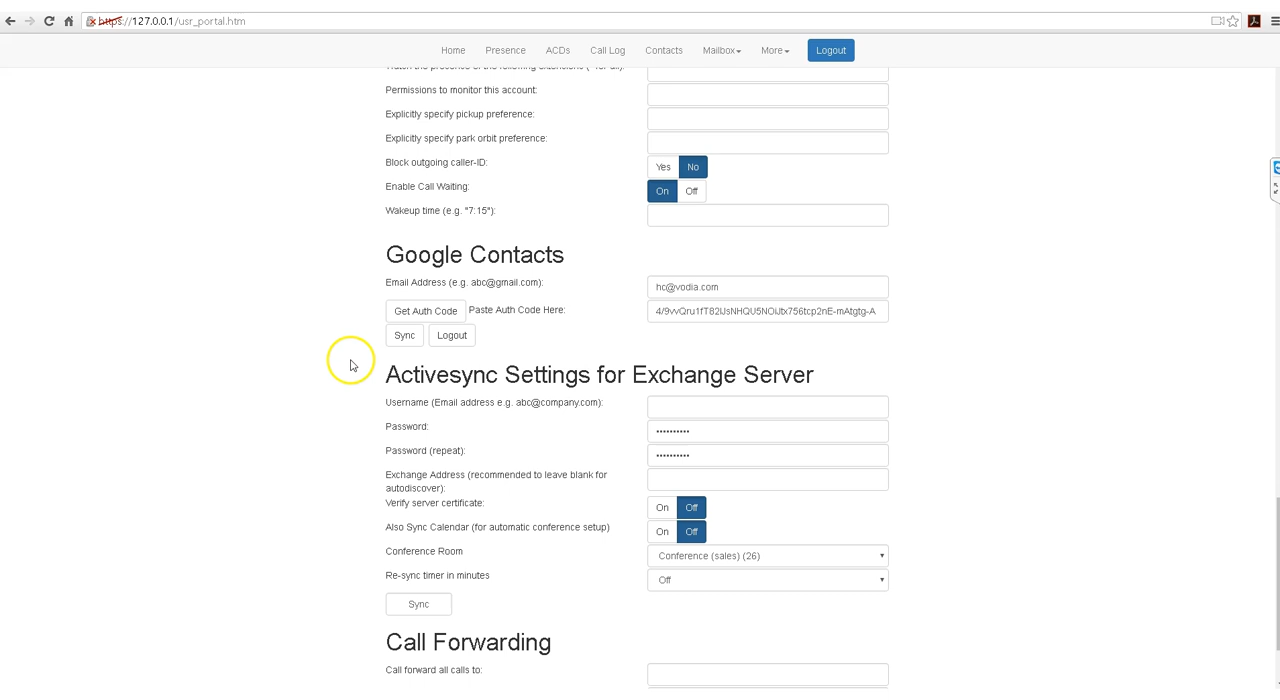 https://127.0.0.1/usr_portal.htm
Home Presence ACDs Call Log Contacts Mailbox More Logout
Permissions to monitor this account:
Explicitly specify pickup preference:
Explicitly specify park orbit preference:
Block outgoing caller-ID: Yes No
Enable Call Waiting: On Off
Wakeup time (e.g. "7:15"):
Google Contacts
Email Address (e.g. abc@gmail.com): hc@vodia.com
Get Auth Code Paste Auth Code Here:
Sync Logout
Activesync Settings for Exchange Server
Username (Email address e.g. abc@company.com):
Password: ••••••••••
Password (repeat): ••••••••••
Exchange Address (recommended to leave blank for
autodiscover):
Verify server certificate: On Off
Also Sync Calendar (for automatic conference setup) On Off
Conference Room Conference (sales) (26)
Re-sync timer in minutes Off
Sync
Call Forwarding
Call forward all calls to: